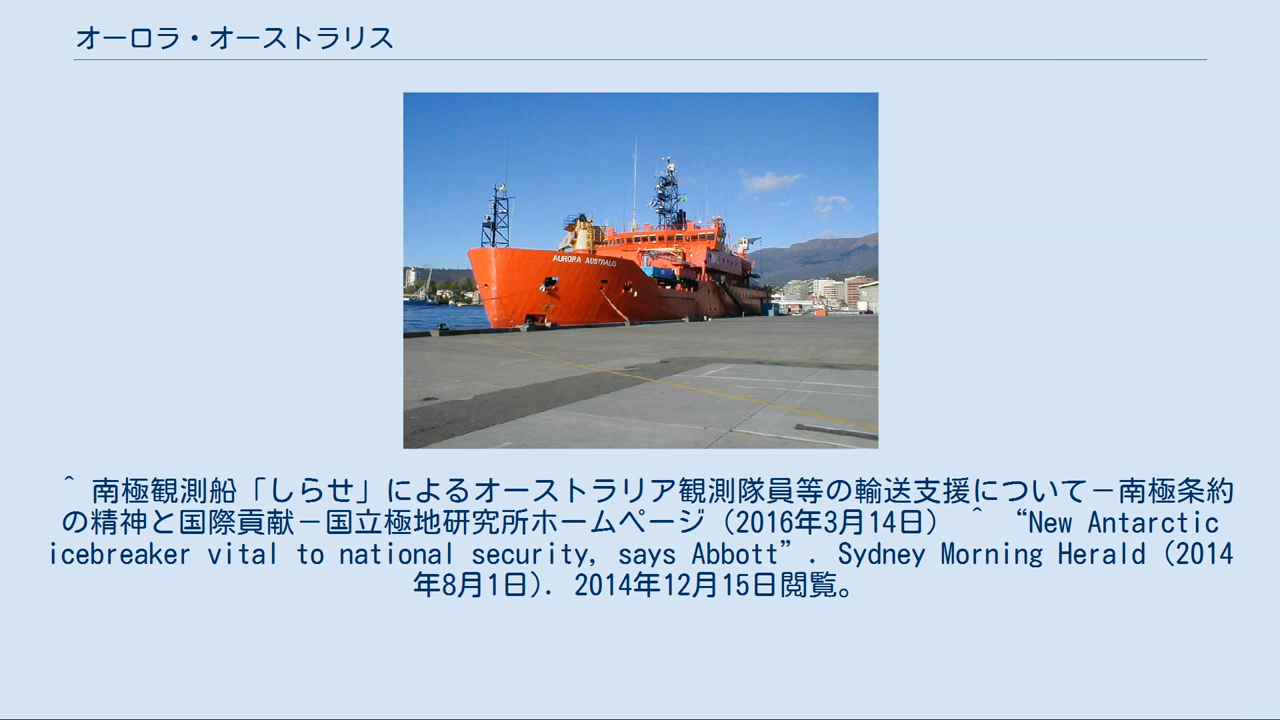 オーロラ・オーストラリス
AURORA AUSTRALIS
^ 南極観測船「しらせ」によるオーストラリア観測隊員等の輸送支援について－南極条約
の精神と国際貢献－国立極地研究所ホームページ（2016年3月14日） ^ “New Antarctic
icebreaker vital to national security, says Abbott”. Sydney Morning Herald (2014
年8月1日). 2014年12月15日閲覧。